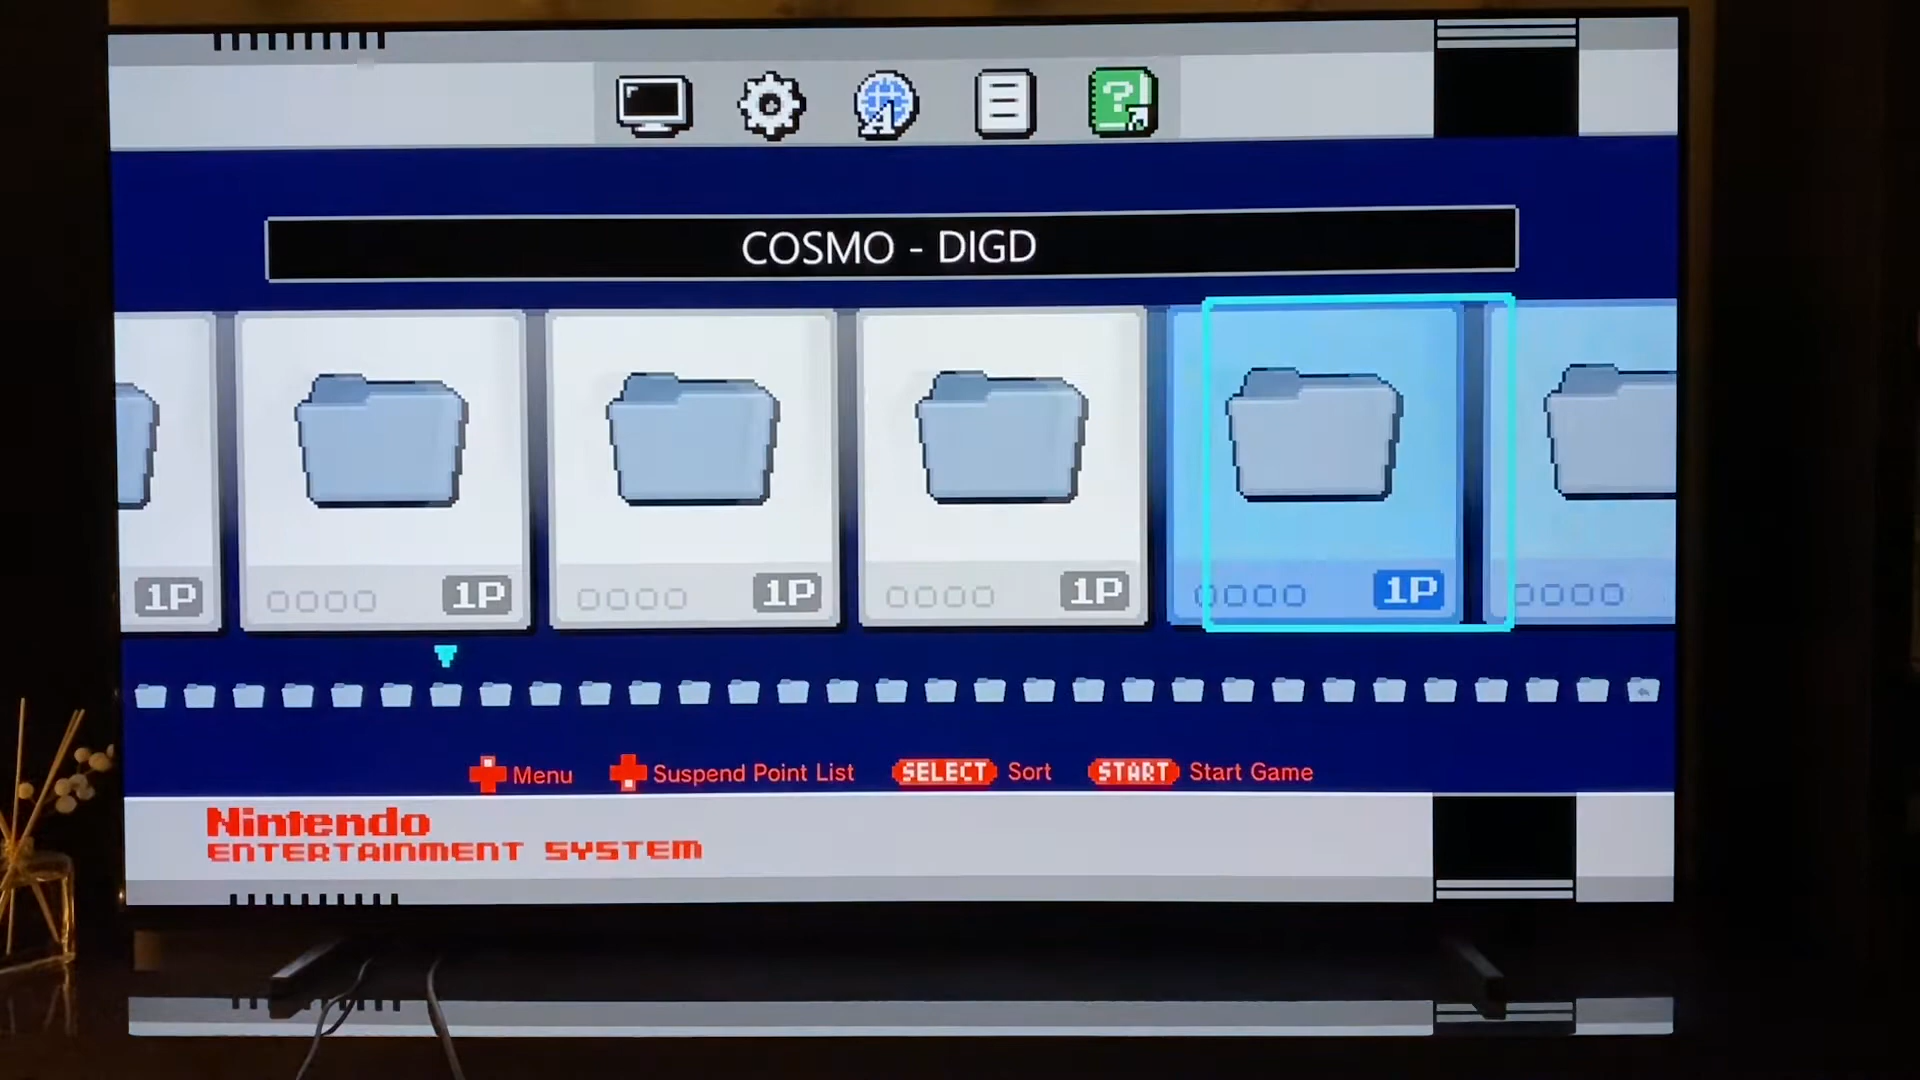 A
?
COSMO - DIGD
1P 1P 1P 1P 1P
Menu Suspend Point List SELECT Sort START Start Game
Nintendo
ENTERTAINMENT SYSTEM